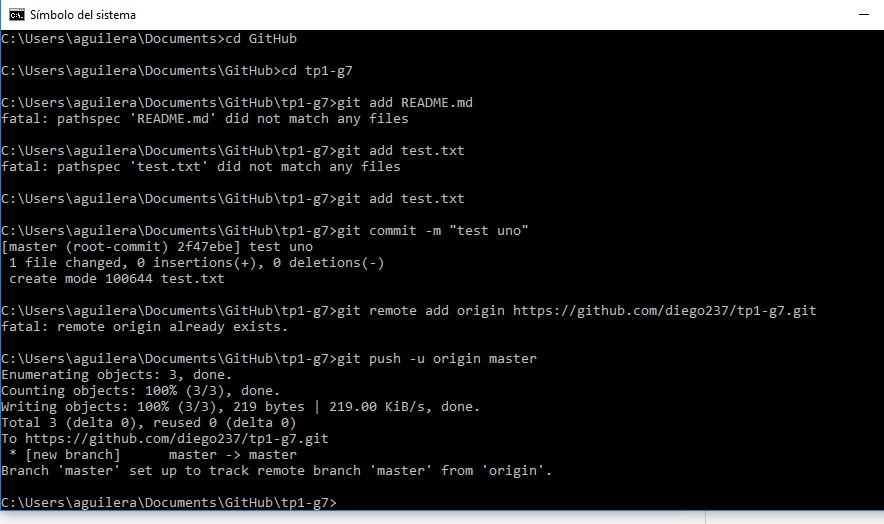 Símbolo del sistema
C:\Users\aguilera\Documents>cd GitHub
C:\Users\aguilera\Documents\GitHub>cd tp1-g7
C:\Users\aguilera\Documents\GitHub\tp1-g7>git add README.md
fatal: pathspec 'README.md' did not match any files
C:\Users\aguilera\Documents\GitHub\tp1-g7>git add test.txt
fatal: pathspec 'test.txt' did not match any files
C:\Users\aguilera\Documents\GitHub\tp1-g7>git add test.txt
C:\Users\aguilera\Documents\GitHub\tp1-g7>git commit -m "test uno"
[master (root-commit) 2f47ebe] test uno
 1 file changed, 0 insertions(+), 0 deletions(-)
 create mode 100644 test.txt
C:\Users\aguilera\Documents\GitHub\tp1-g7>git remote add origin https://github.com/diego237/tp1-g7.git
fatal: remote origin already exists.
C:\Users\aguilera\Documents\GitHub\tp1-g7>git push -u origin master
Enumerating objects: 3, done.
Counting objects: 100% (3/3), done.
Writing objects: 100% (3/3), 219 bytes | 219.00 KiB/s, done.
Total 3 (delta 0), reused 0 (delta 0)
To https://github.com/diego237/tp1-g7.git
 * [new branch]      master -> master
Branch 'master' set up to track remote branch 'master' from 'origin'.
C:\Users\aguilera\Documents\GitHub\tp1-g7>